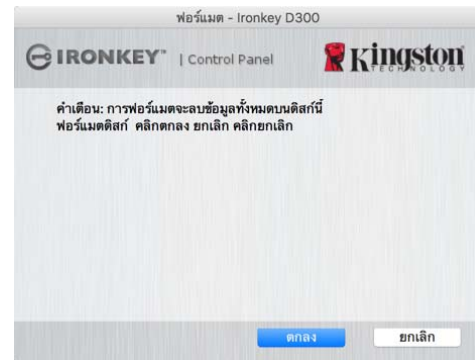 ฟอร์แมต - Ironkey D300
IRONKEY™ | Control Panel
Kingston
TECHNOLOGY
คำเตือน: การฟอร์แมตจะลบข้อมูลทั้งหมดบนดิสก์นี้
ฟอร์แมตดิสก์ คลิกตกลง ยกเลิก คลิกยกเลิก
ตกลง
ยกเลิก